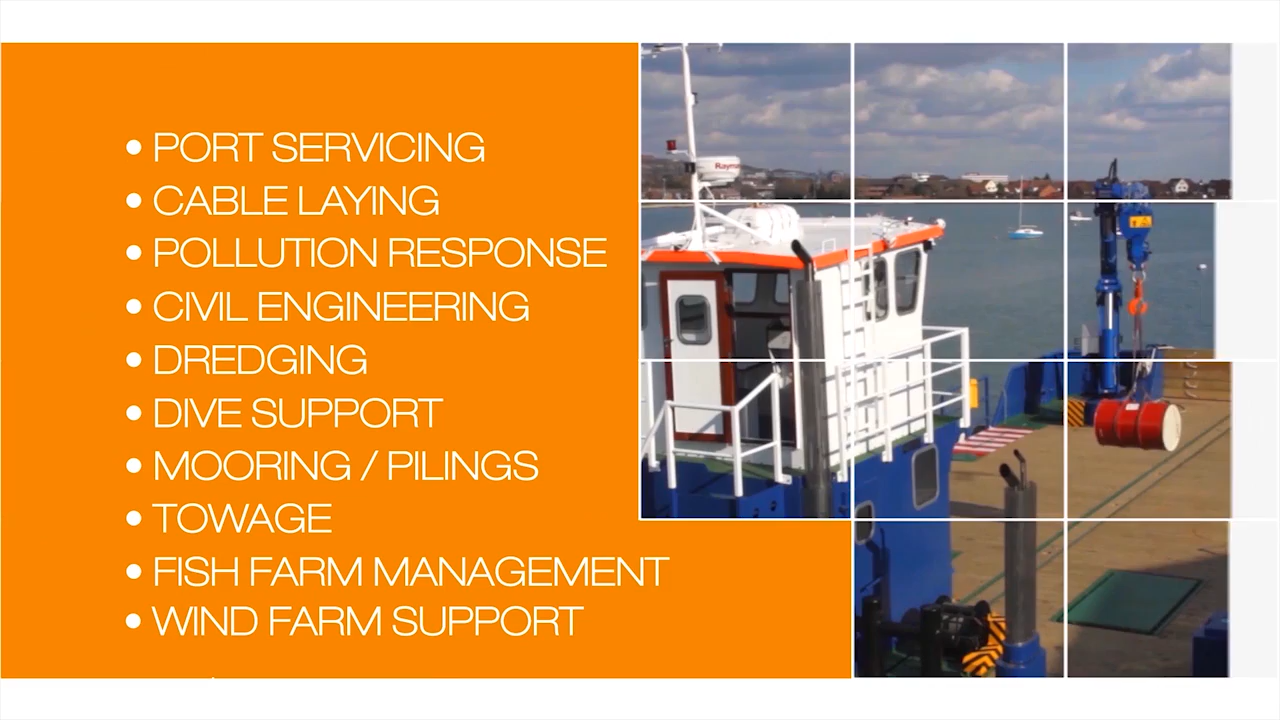 • PORT SERVICING
• CABLE LAYING
• POLLUTION RESPONSE
• CIVIL ENGINEERING
• DREDGING
• DIVE SUPPORT
• MOORING / PILINGS
• TOWAGE
• FISH FARM MANAGEMENT
• WIND FARM SUPPORT